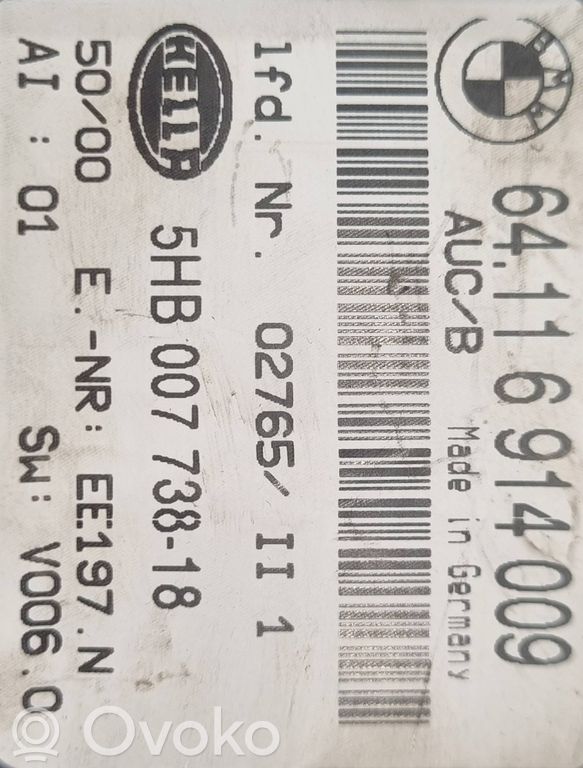 BMW
64.11 6 914 009
AUC/B
Made in Germany
lfd. Nr. 02765/ II 1
HELLA
5HB 007 738-18
50/00 E.-NR: EE197.N
AI : 01 SW: V006.0
Ovoko